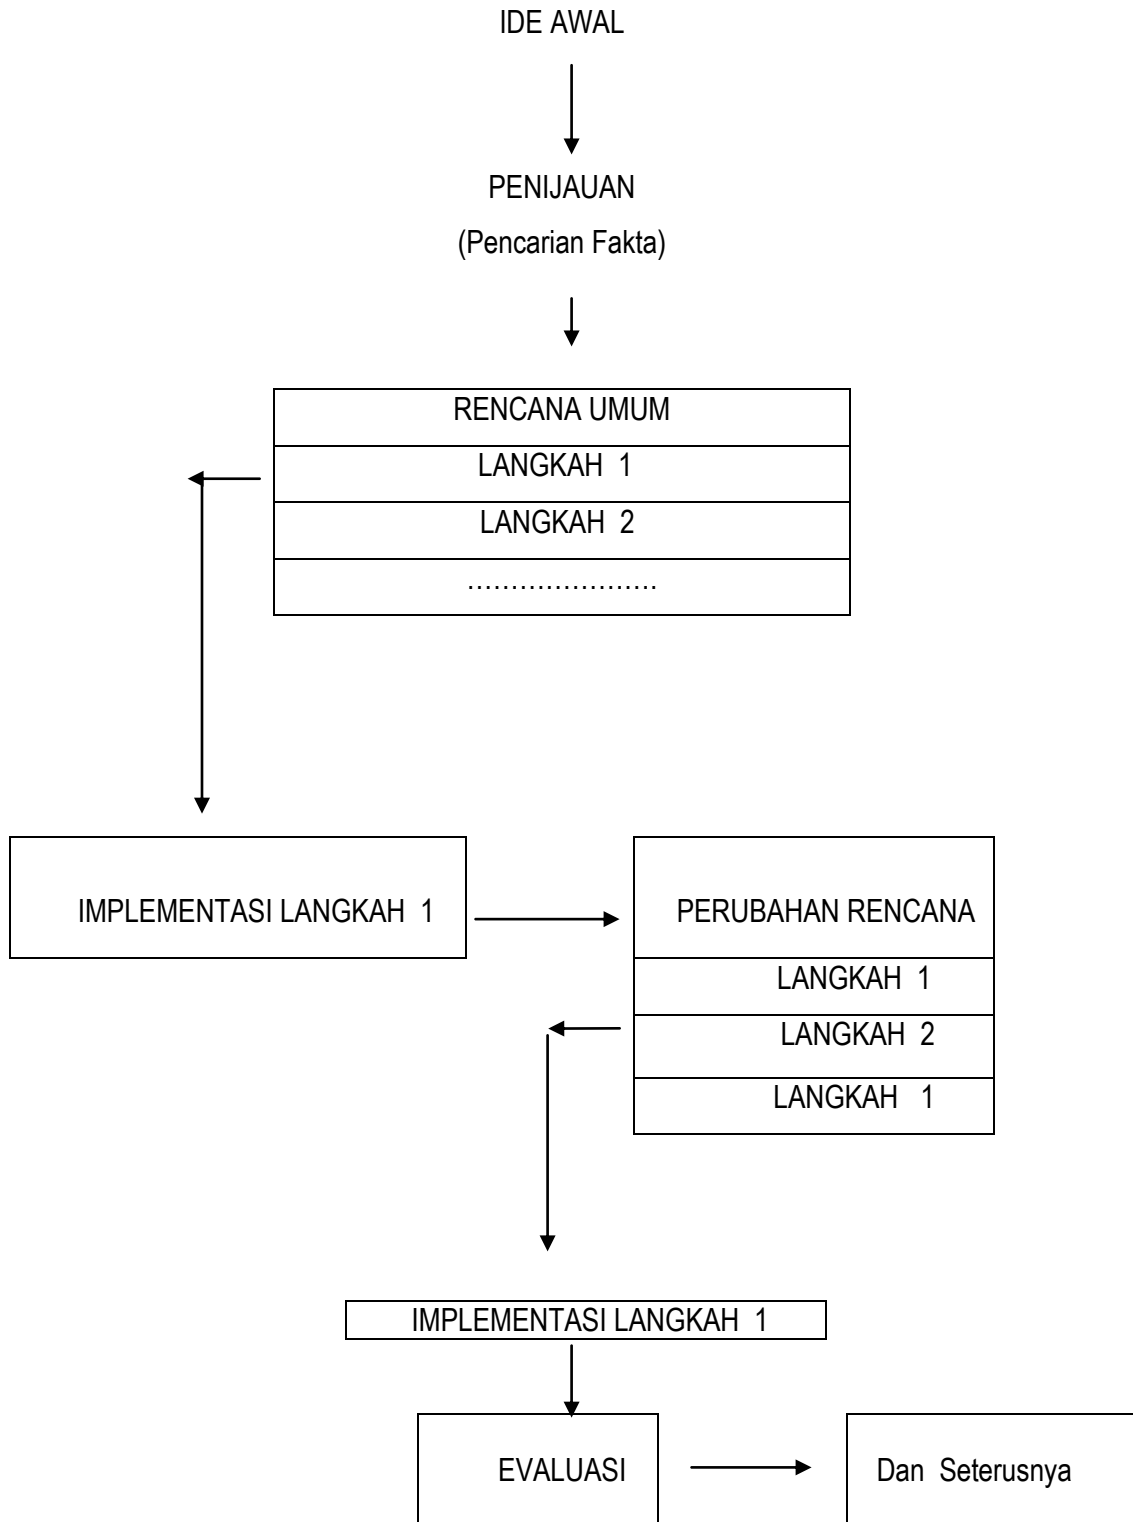 IDE AWAL
PENIJAUAN
(Pencarian Fakta)
RENCANA UMUM
LANGKAH 1
LANGKAH 2
......................
IMPLEMENTASI LANGKAH 1
PERUBAHAN RENCANA
LANGKAH 1
LANGKAH 2
LANGKAH 1
IMPLEMENTASI LANGKAH 1
EVALUASI
Dan Seterusnya